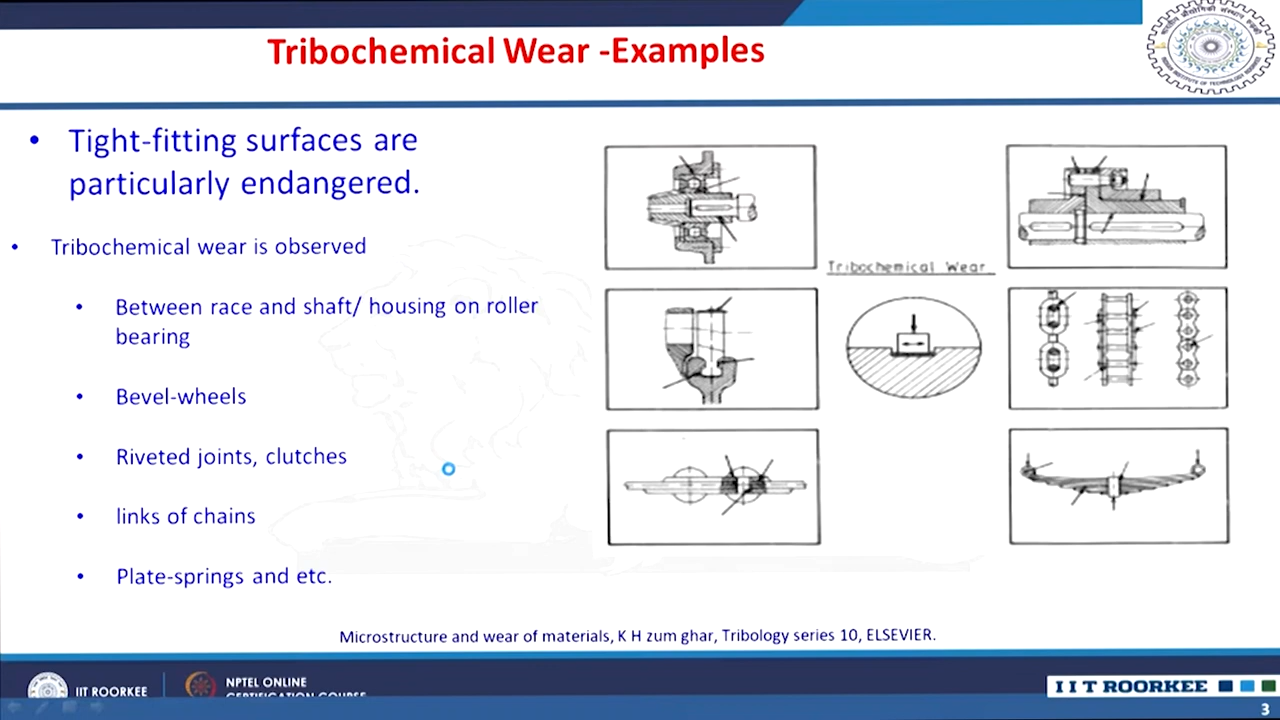 Tribochemical Wear -Examples
• Tight-fitting surfaces are
particularly endangered.
• Tribochemical wear is observed
• Between race and shaft/ housing on roller
bearing
• Bevel-wheels
• Riveted joints, clutches
• links of chains
• Plate-springs and etc.
Tribochemical Wear
Microstructure and wear of materials, K H zum ghar, Tribology series 10, ELSEVIER.
IIT ROORKEE
NPTEL ONLINE
CERTIFICATION COURSE
IIT ROORKEE
3